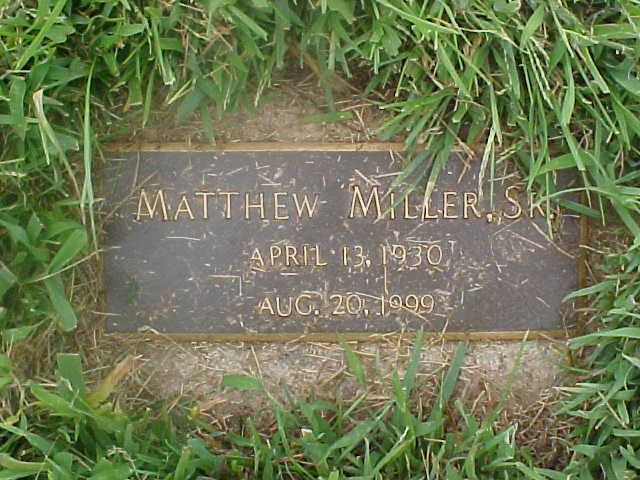 MATTHEW MILLER, SR.
APRIL 13, 1930
AUG. 20, 1999